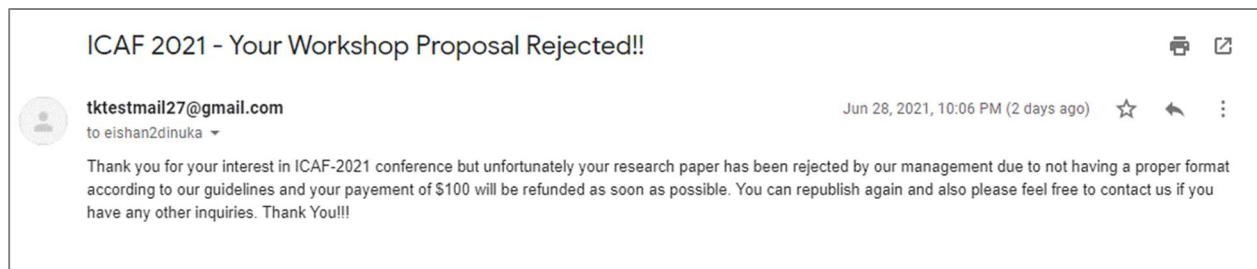 ICAF 2021 - Your Workshop Proposal Rejected!!
tktestmail27@gmail.com
Jun 28, 2021, 10:06 PM (2 days ago)
to eishan2dinuka
Thank you for your interest in ICAF-2021 conference but unfortunately your research paper has been rejected by our management due to not having a proper format
according to our guidelines and your payement of $100 will be refunded as soon as possible. You can republish again and also please feel free to contact us if you
have any other inquiries. Thank You!!!